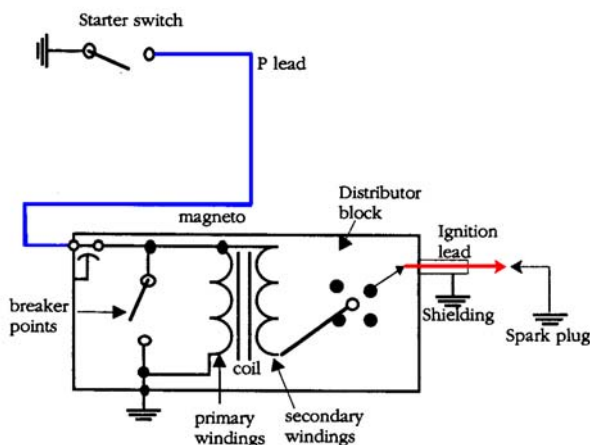 Starter switch
P lead
magneto
Distributor
block
Ignition
lead
breaker
points
Shielding
Spark plug
coil
primary
windings
secondary
windings